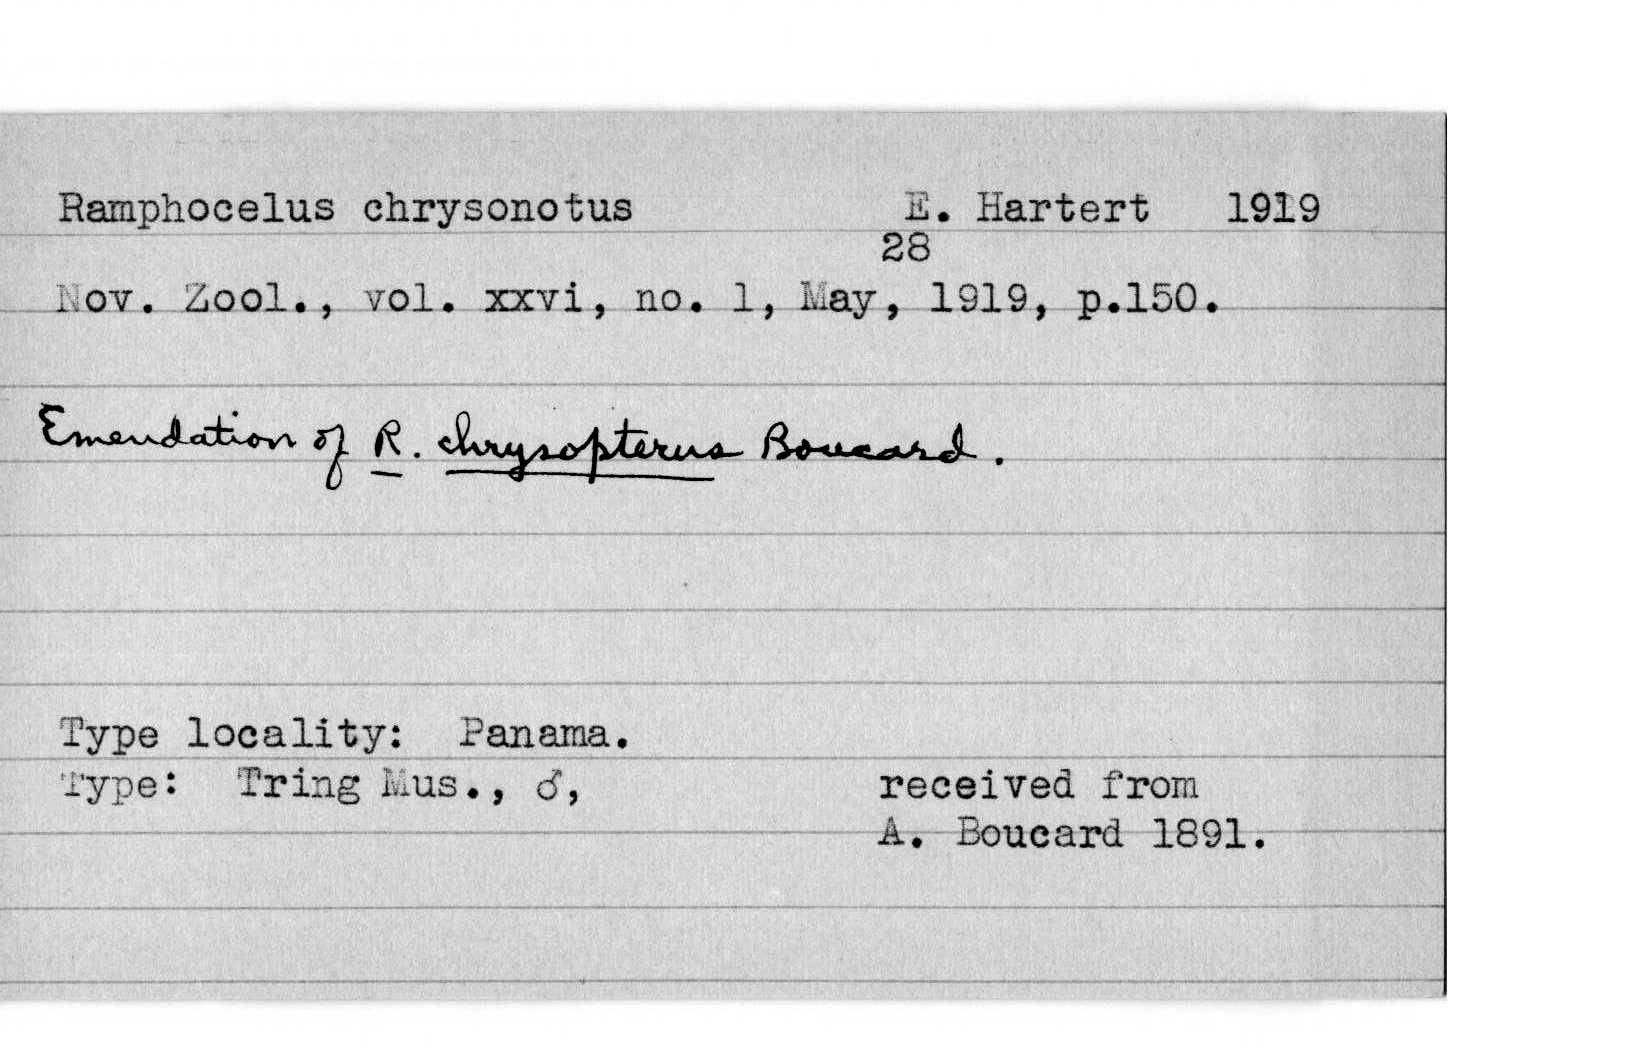 Ramphocelus chrysonotus E. Hartert 1919
28
Nov. Zool., vol. xxvi, no. 1, May, 1919, p.150.
Emendation of R. chrysopterus Boucard.
Type locality: Panama.
Type: Tring Mus., ♂, received from
A. Boucard 1891.